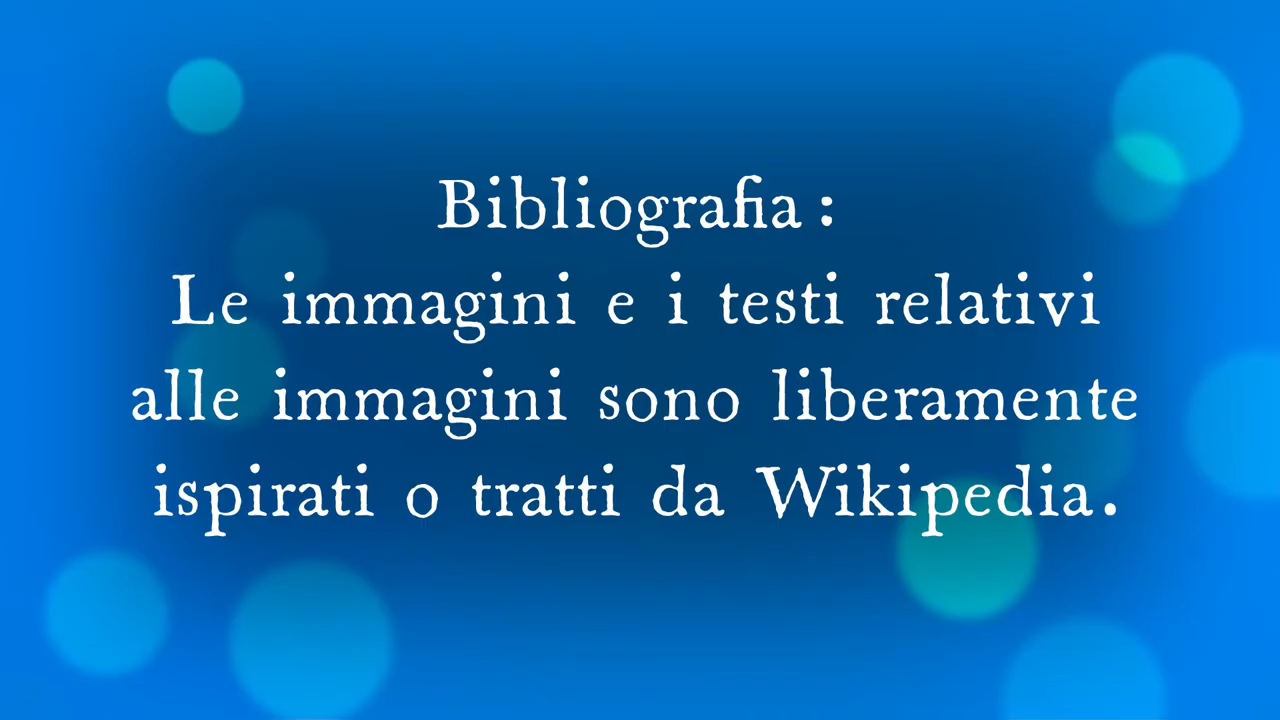 Bibliografia :
Le immagini e i testi relativi
alle immagini sono liberamente
ispirati o tratti da Wikipedia.